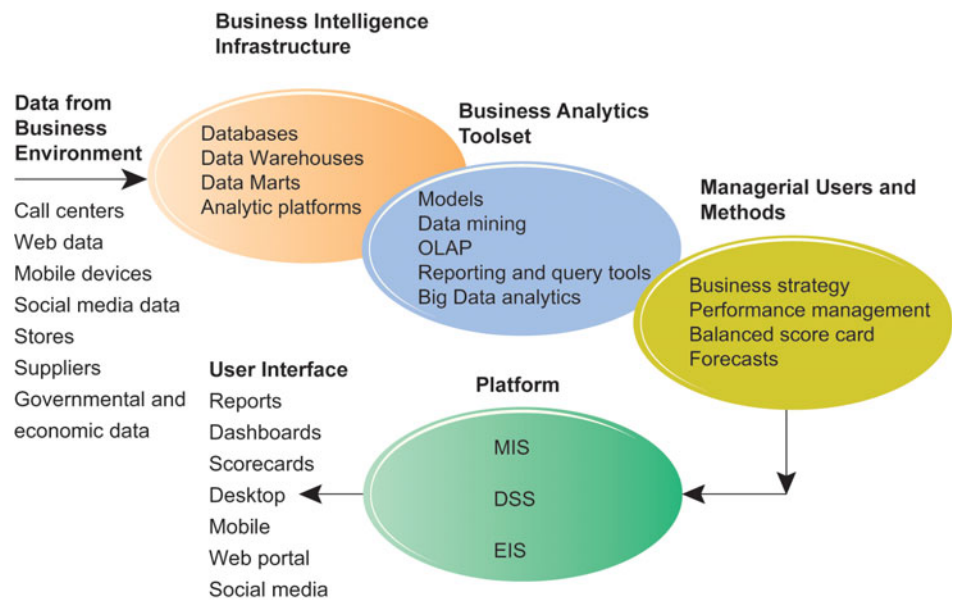 Business Intelligence
Infrastructure
Data from
Business
Environment
Call centers
Web data
Mobile devices
Social media data
Stores
Suppliers
Governmental and
economic data
Databases
Data Warehouses
Data Marts
Analytic platforms
Business Analytics
Toolset
Models
Data mining
OLAP
Reporting and query tools
Big Data analytics
Managerial Users and
Methods
Business strategy
Performance management
Balanced score card
Forecasts
Platform
MIS
DSS
EIS
User Interface
Reports
Dashboards
Scorecards
Desktop
Mobile
Web portal
Social media